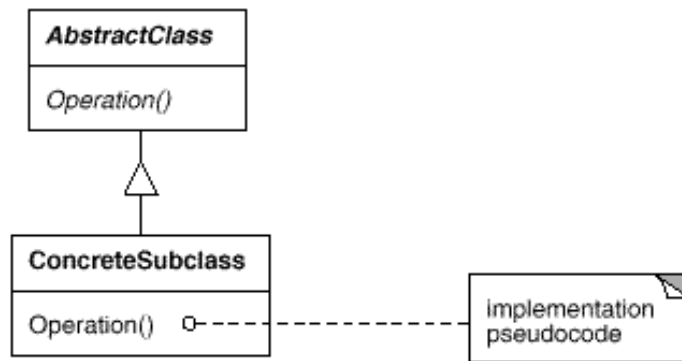 AbstractClass
Operation()
ConcreteSubclass
Operation()
implementation
pseudocode